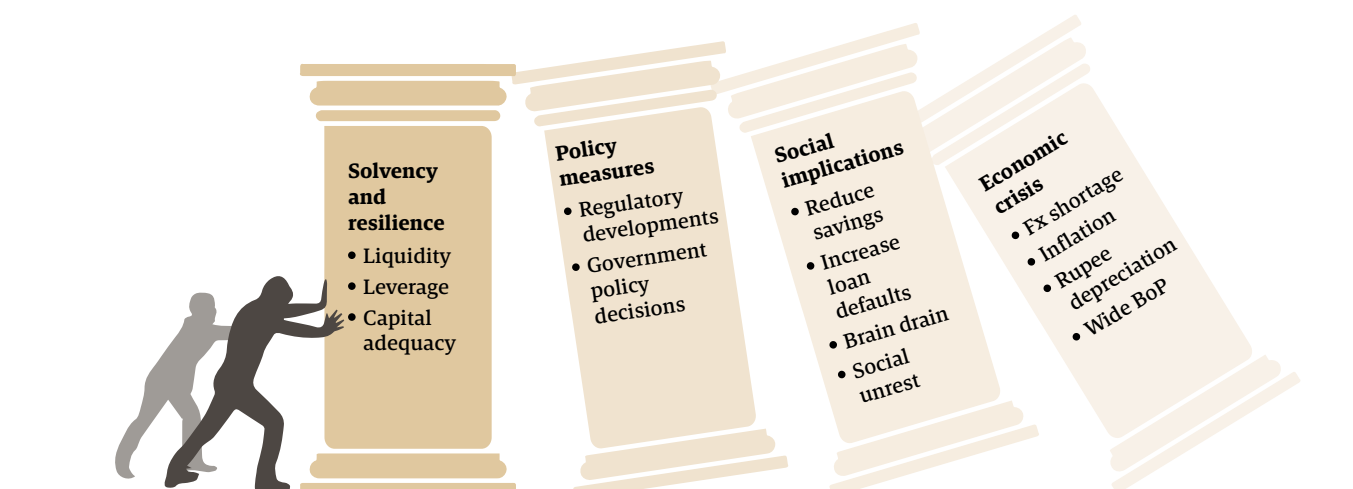 Solvency
and
resilience
• Liquidity
• Leverage
• Capital
adequacy
Policy
measures
• Regulatory
developments
• Government
policy
decisions
Social
implications
• Reduce
savings
• Increase
loan
defaults
• Brain drain
• Social
unrest
Economic
crisis
• Fx shortage
• Inflation
• Rupee
depreciation
• Wide BoP